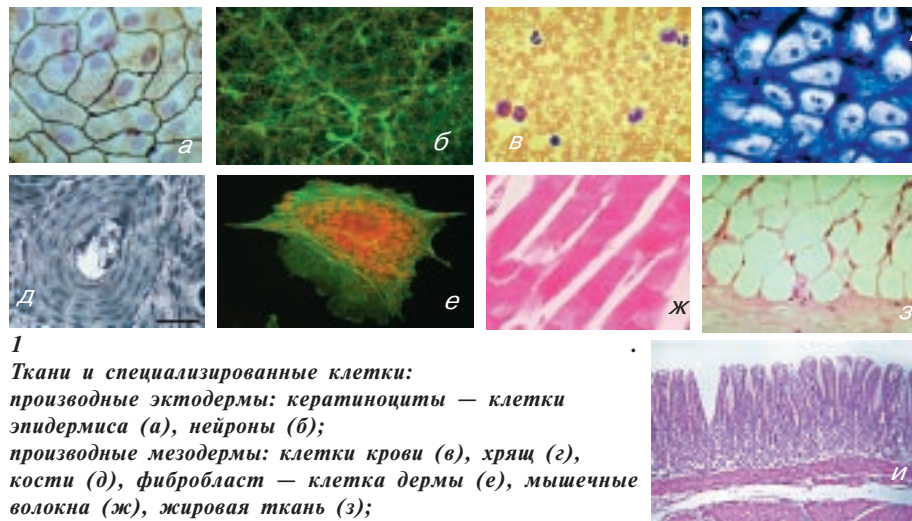 а
б
в
д
е
ж
з
1 .
Ткани и специализированные клетки:
производные эктодермы: кератиноциты — клетки
эпидермиса (а), нейроны (б);
производные мезодермы: клетки крови (в), хрящ (г),
кости (д), фибробласт — клетка дермы (е), мышечные
волокна (ж), жировая ткань (з);
и